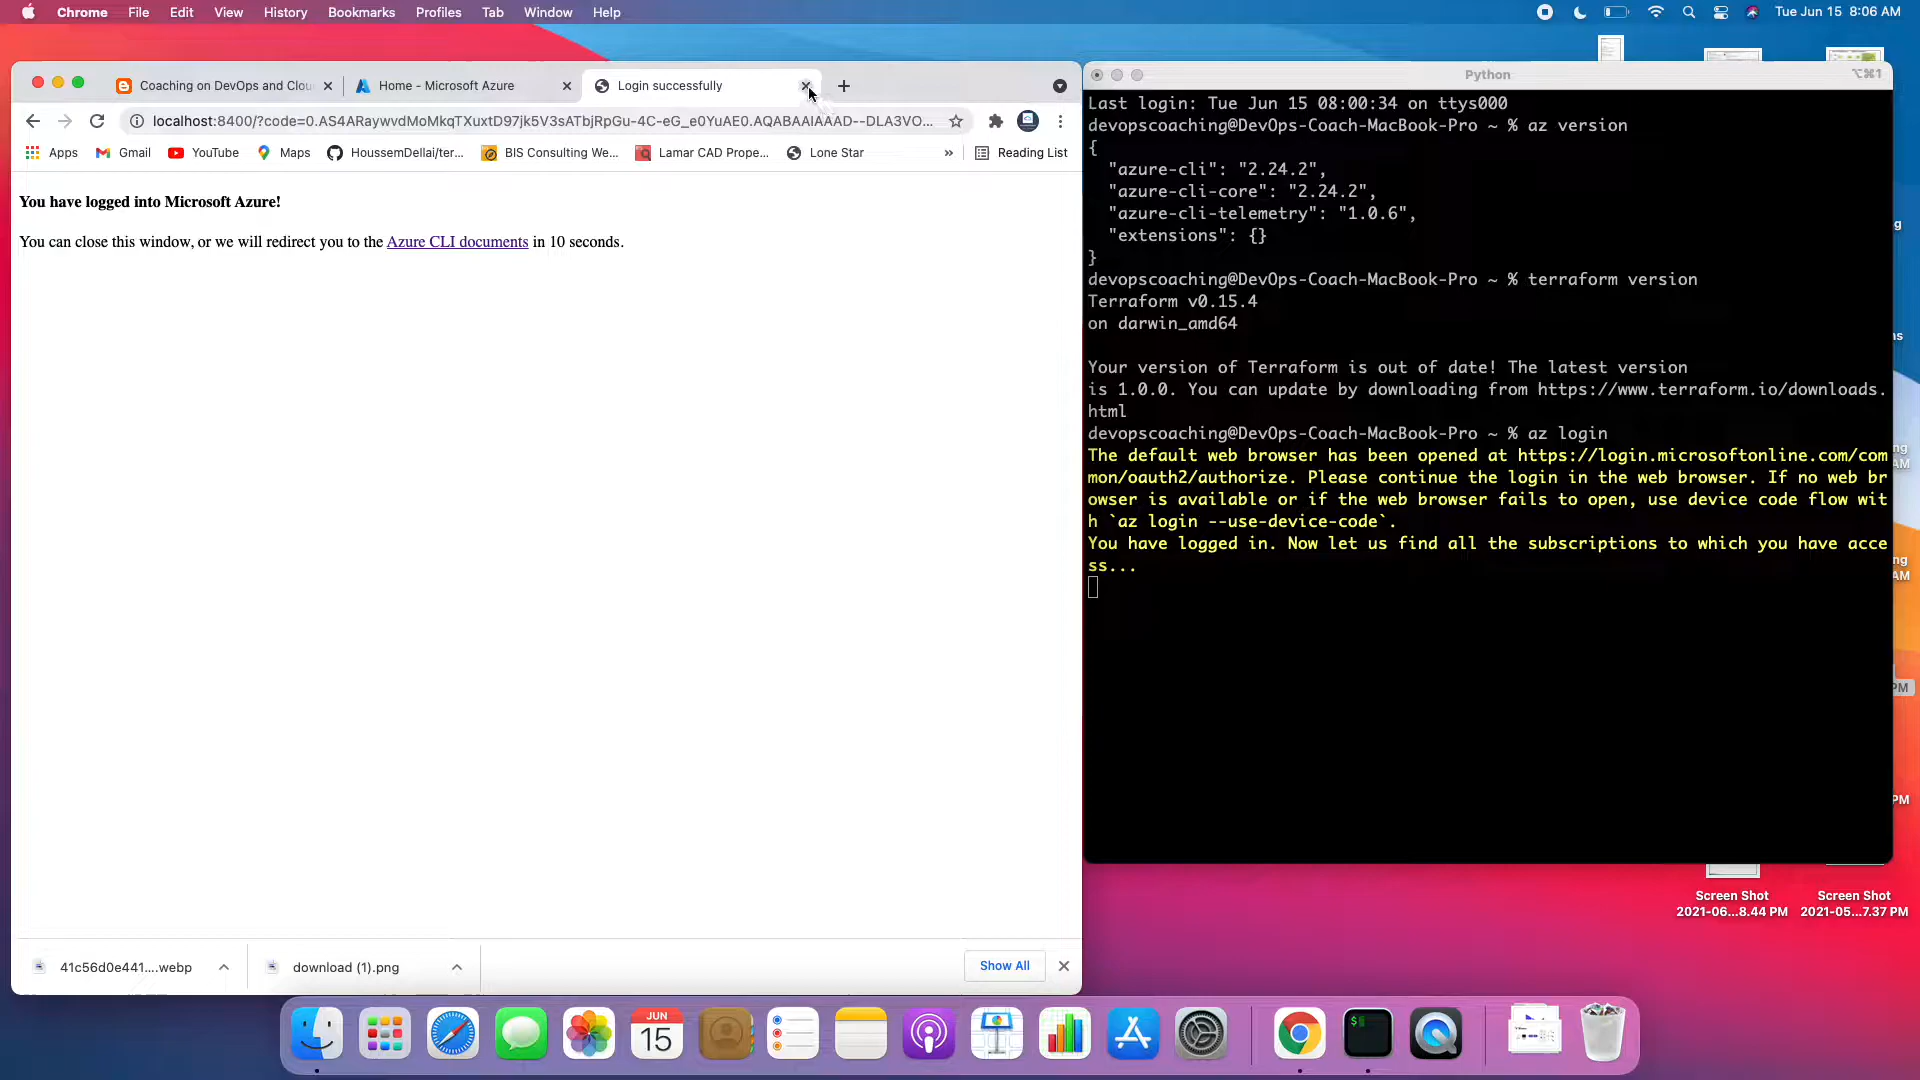 Chrome File Edit View History Bookmarks Profiles Tab Window Help
Tue Jun 15 8:06 AM
Coaching on DevOps and Clou
Home - Microsoft Azure
Login successfully
localhost:8400/?code=0.AS4ARaywvdMoMkqTXuxtD97jk5V3sATbjRpGu-4C-eG_e0YuAE0.AQABAAIAAAD--DLA3VO...
Apps Gmail YouTube Maps HoussemDellai/ter... BIS Consulting We... Lamar CAD Prope... Lone Star » Reading List
You have logged into Microsoft Azure!
You can close this window, or we will redirect you to the Azure CLI documents in 10 seconds.
41c56d0e441....webp
download (1).png
Show All
Python
⌥⌘1
Last login: Tue Jun 15 08:00:34 on ttys000
devopscoaching@DevOps-Coach-MacBook-Pro ~ % az version
{
"azure-cli": "2.24.2",
"azure-cli-core": "2.24.2",
"azure-cli-telemetry": "1.0.6",
"extensions": {}
}
devopscoaching@DevOps-Coach-MacBook-Pro ~ % terraform version
Terraform v0.15.4
on darwin_amd64
Your version of Terraform is out of date! The latest version
is 1.0.0. You can update by downloading from https://www.terraform.io/downloads.
html
devopscoaching@DevOps-Coach-MacBook-Pro ~ % az login
The default web browser has been opened at https://login.microsoftonline.com/com
mon/oauth2/authorize. Please continue the login in the web browser. If no web br
owser is available or if the web browser fails to open, use device code flow wit
h `az login --use-device-code`.
You have logged in. Now let us find all the subscriptions to which you have acce
ss...
g
ns
ng
AM
ng
AM
PM
PM
Screen Shot
2021-06...8.44 PM
Screen Shot
2021-05...7.37 PM
JUN
15
$